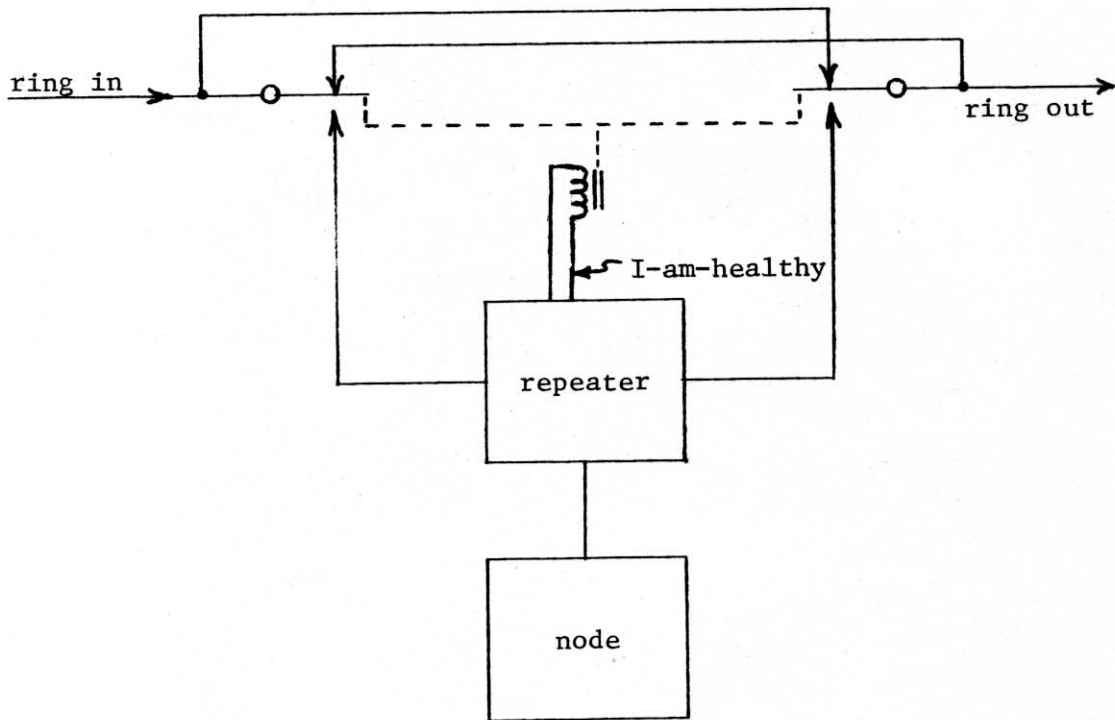 ring in
ring out
I-am-healthy
repeater
node